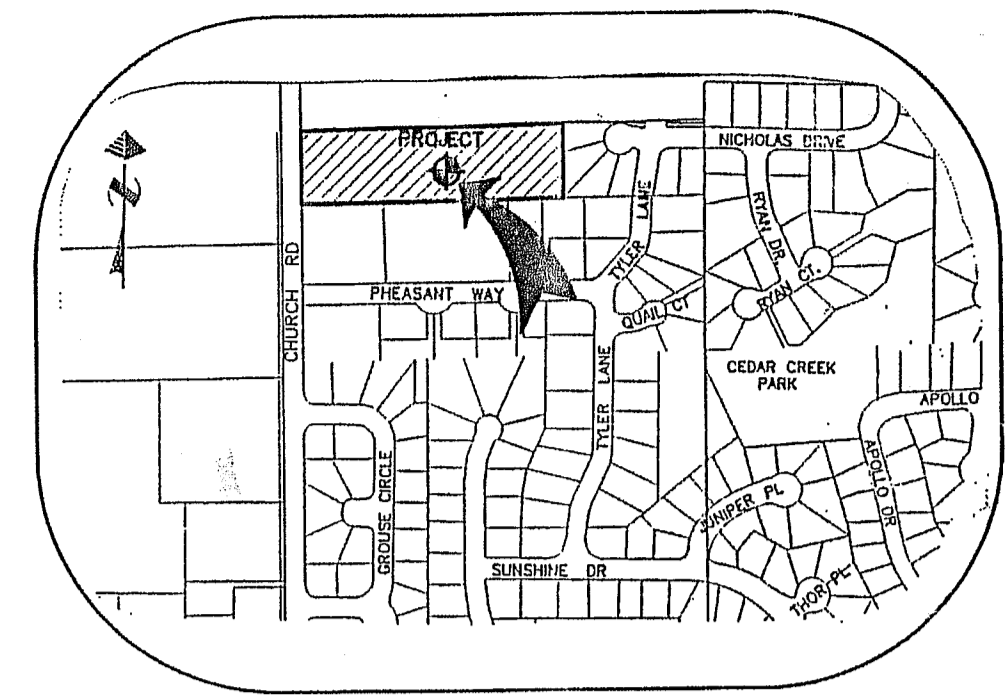 PROJECT
NICHOLAS DRIVE
TYLER LANE
RYAN DR.
RYAN CT.
CHURCH RD
PHEASANT WAY
QUAIL CT
TYLER LANE
CEDAR CREEK
PARK
APOLLO
APOLLO DR
GROUSE CIRCLE
JUNIPER PL
SUNSHINE DR
THOR PL